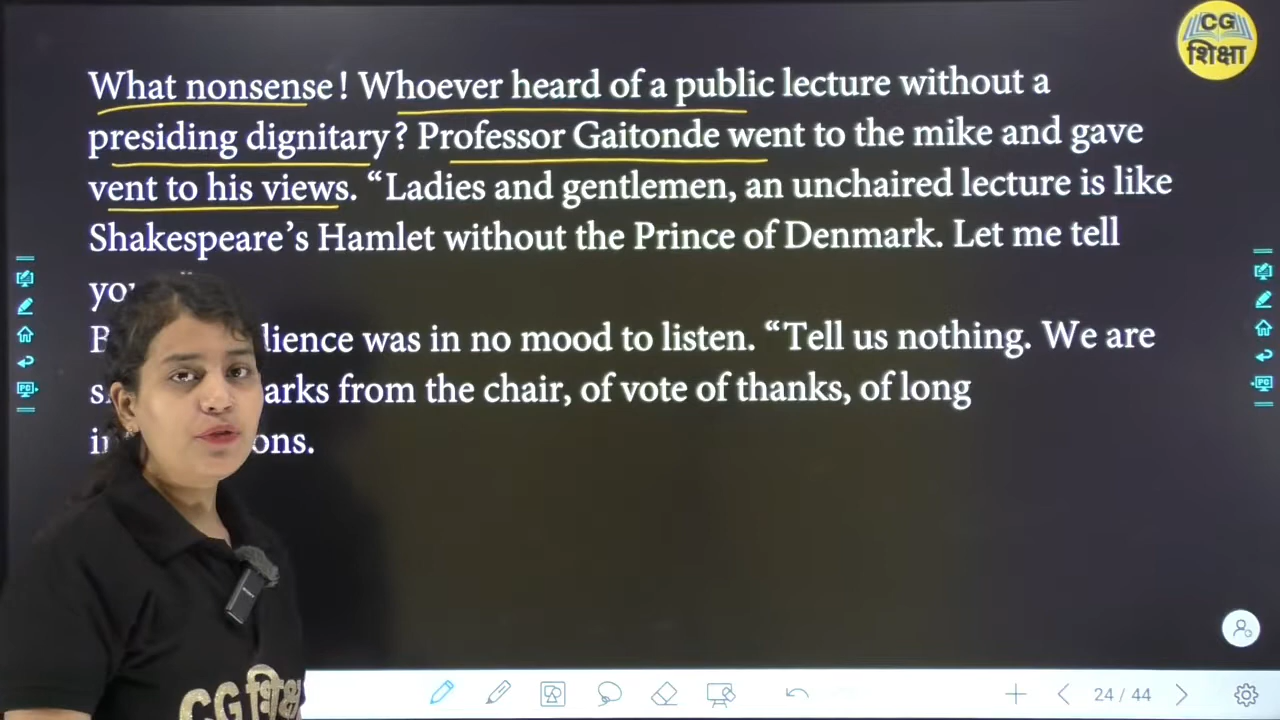 CG
शिक्षा
What nonsense! Whoever heard of a public lecture without a
presiding dignitary? Professor Gaitonde went to the mike and gave
vent to his views. “Ladies and gentlemen, an unchaired lecture is like
Shakespeare’s Hamlet without the Prince of Denmark. Let me tell
was in no mood to listen. “Tell us nothing. We are
from the chair, of vote of thanks, of long
24 / 44
CG शिक्षा